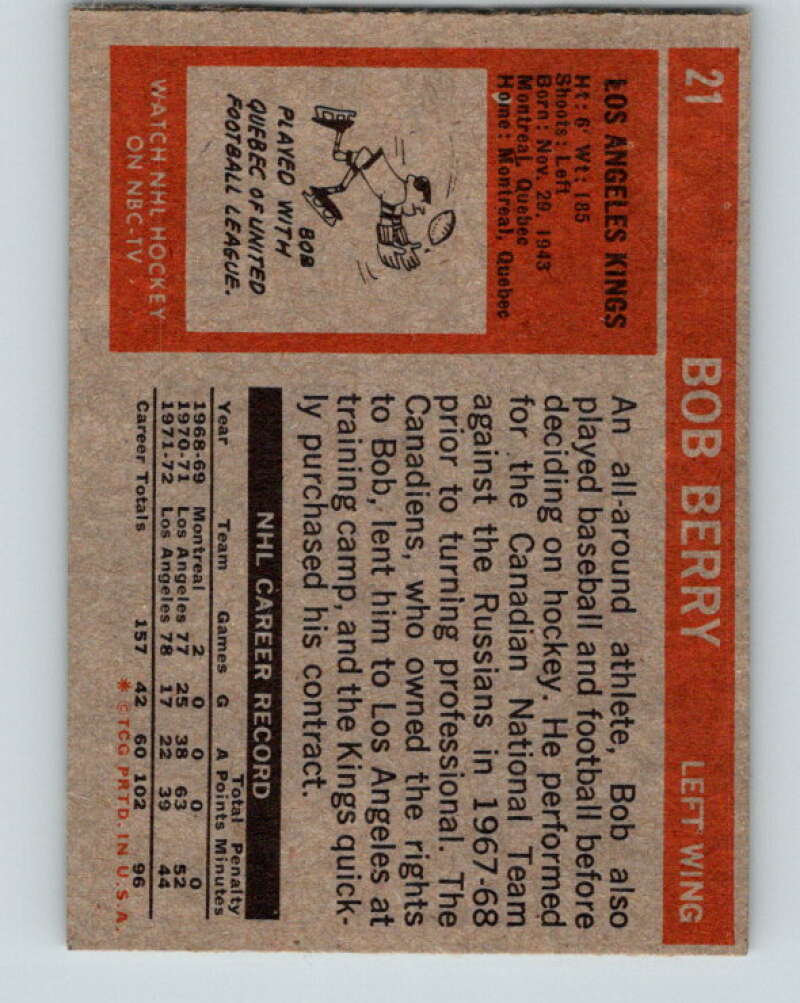 21 BOB BERRY LEFT WING
LOS ANGELES KINGS
Ht: 6' Wt: 185
Shoots: Left
Born: Nov. 29, 1943
Montreal, Quebec
Home: Montreal, Quebec
BOB
PLAYED WITH
QUEBEC OF UNITED
FOOTBALL LEAGUE.
WATCH NHL HOCKEY
ON NBC-TV
An all-around athlete, Bob also
played baseball and football before
deciding on hockey. He performed
for the Canadian National Team
against the Russians in 1967-68
prior to turning professional. The
Canadiens, who owned the rights
to Bob, lent him to Los Angeles at
training camp, and the Kings quick-
ly purchased his contract.
NHL CAREER RECORD
Total Penalty
Year Team Games G A Points Minutes
1968-69 Montreal 2 0 0 0 0
1970-71 Los Angeles 77 25 38 63 52
1971-72 Los Angeles 78 17 22 39 44
Career Totals 157 42 60 102 96
* © TCG PRTD. IN U.S.A.